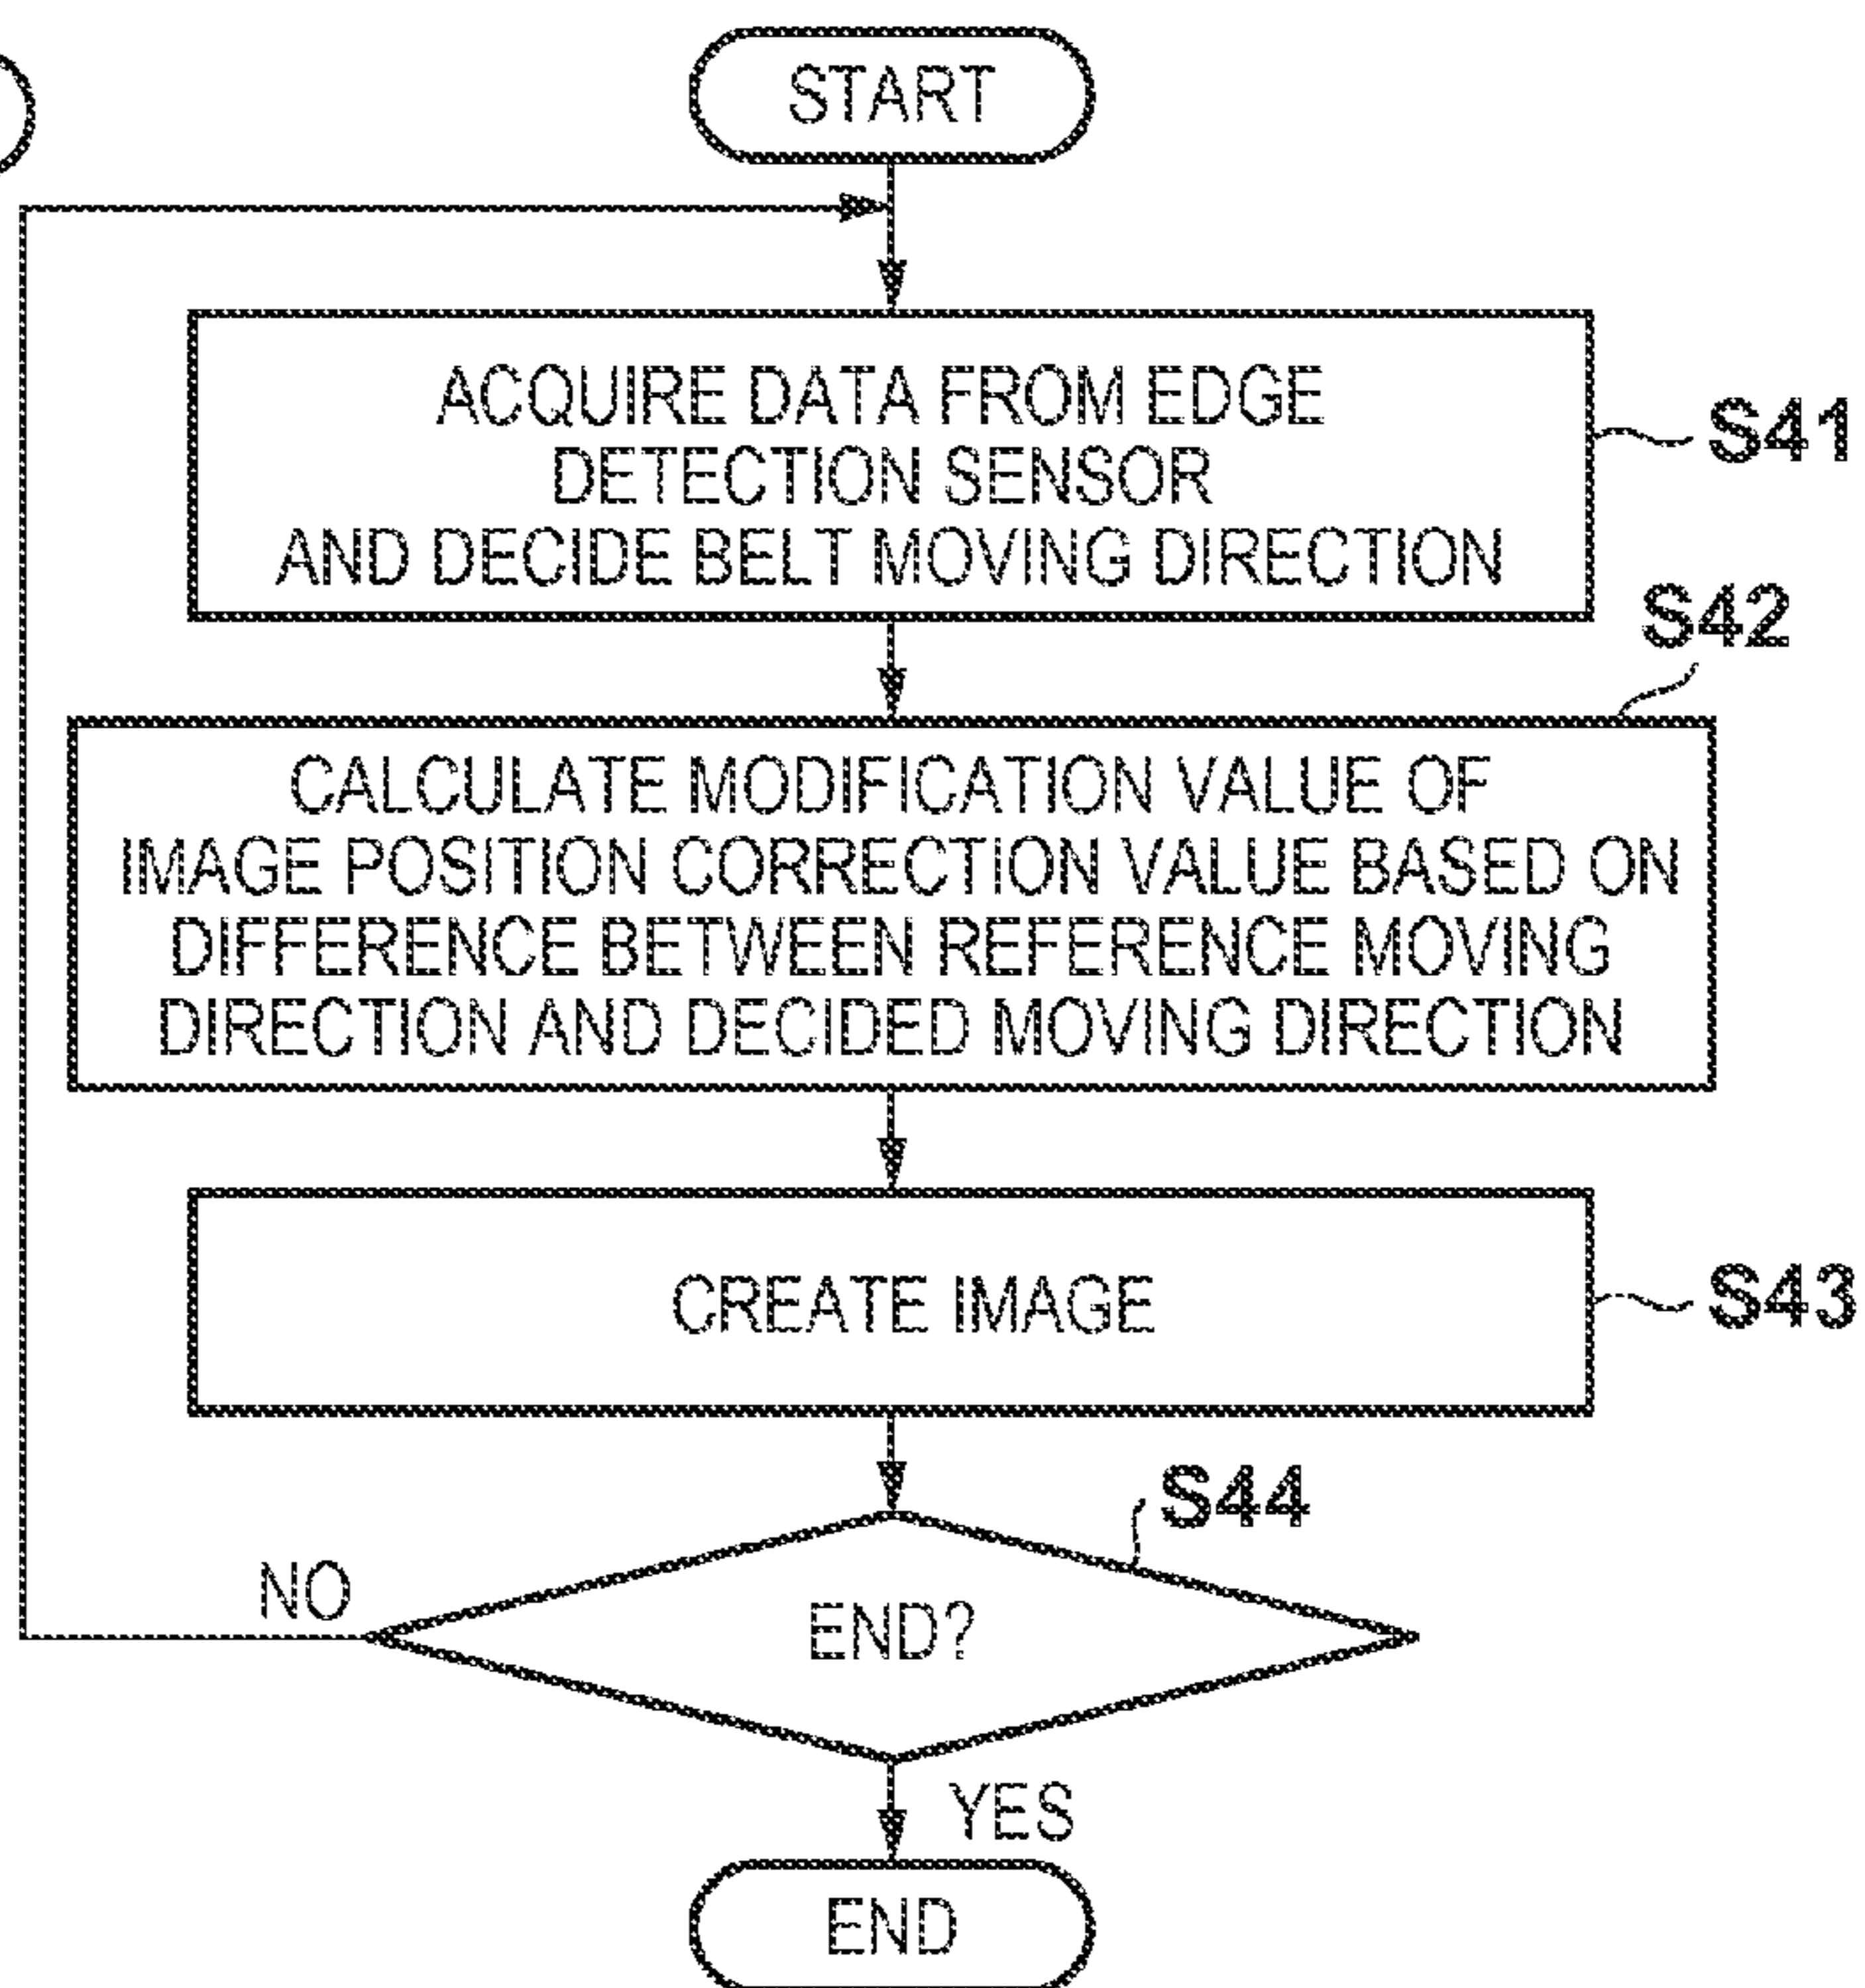 START
ACQUIRE DATA FROM EDGE
DETECTION SENSOR
AND DECIDE BELT MOVING DIRECTION
S41
S42
CALCULATE MODIFICATION VALUE OF
IMAGE POSITION CORRECTION VALUE BASED ON
DIFFERENCE BETWEEN REFERENCE MOVING
DIRECTION AND DECIDED MOVING DIRECTION
CREATE IMAGE
S43
S44
NO
END?
YES
END